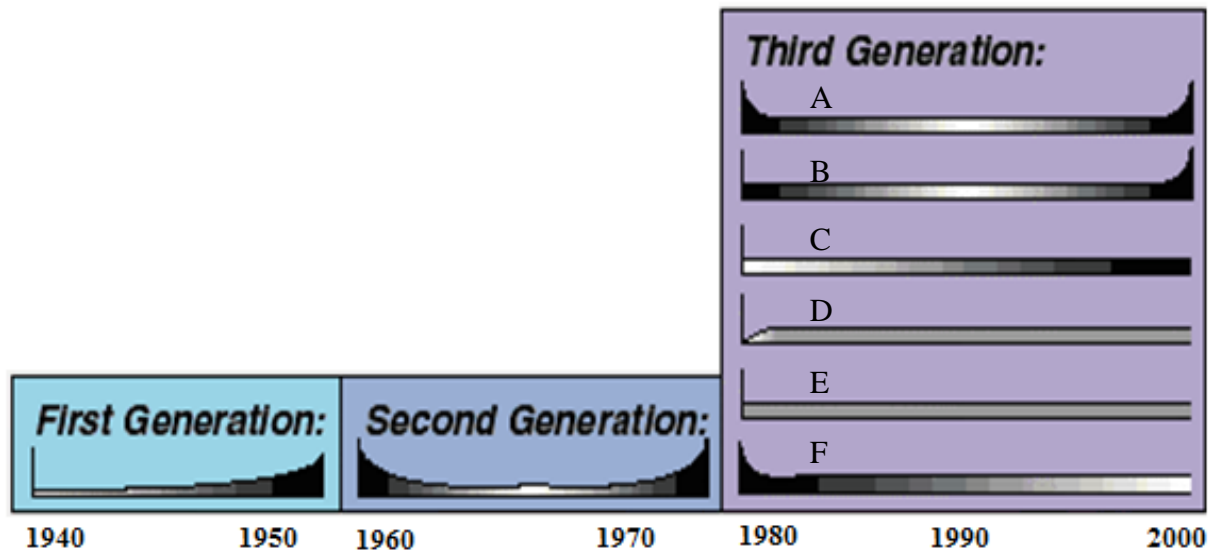 Third Generation:
A
B
C
D
E
F
First Generation:
Second Generation:
1940 1950 1960 1970 1980 1990 2000